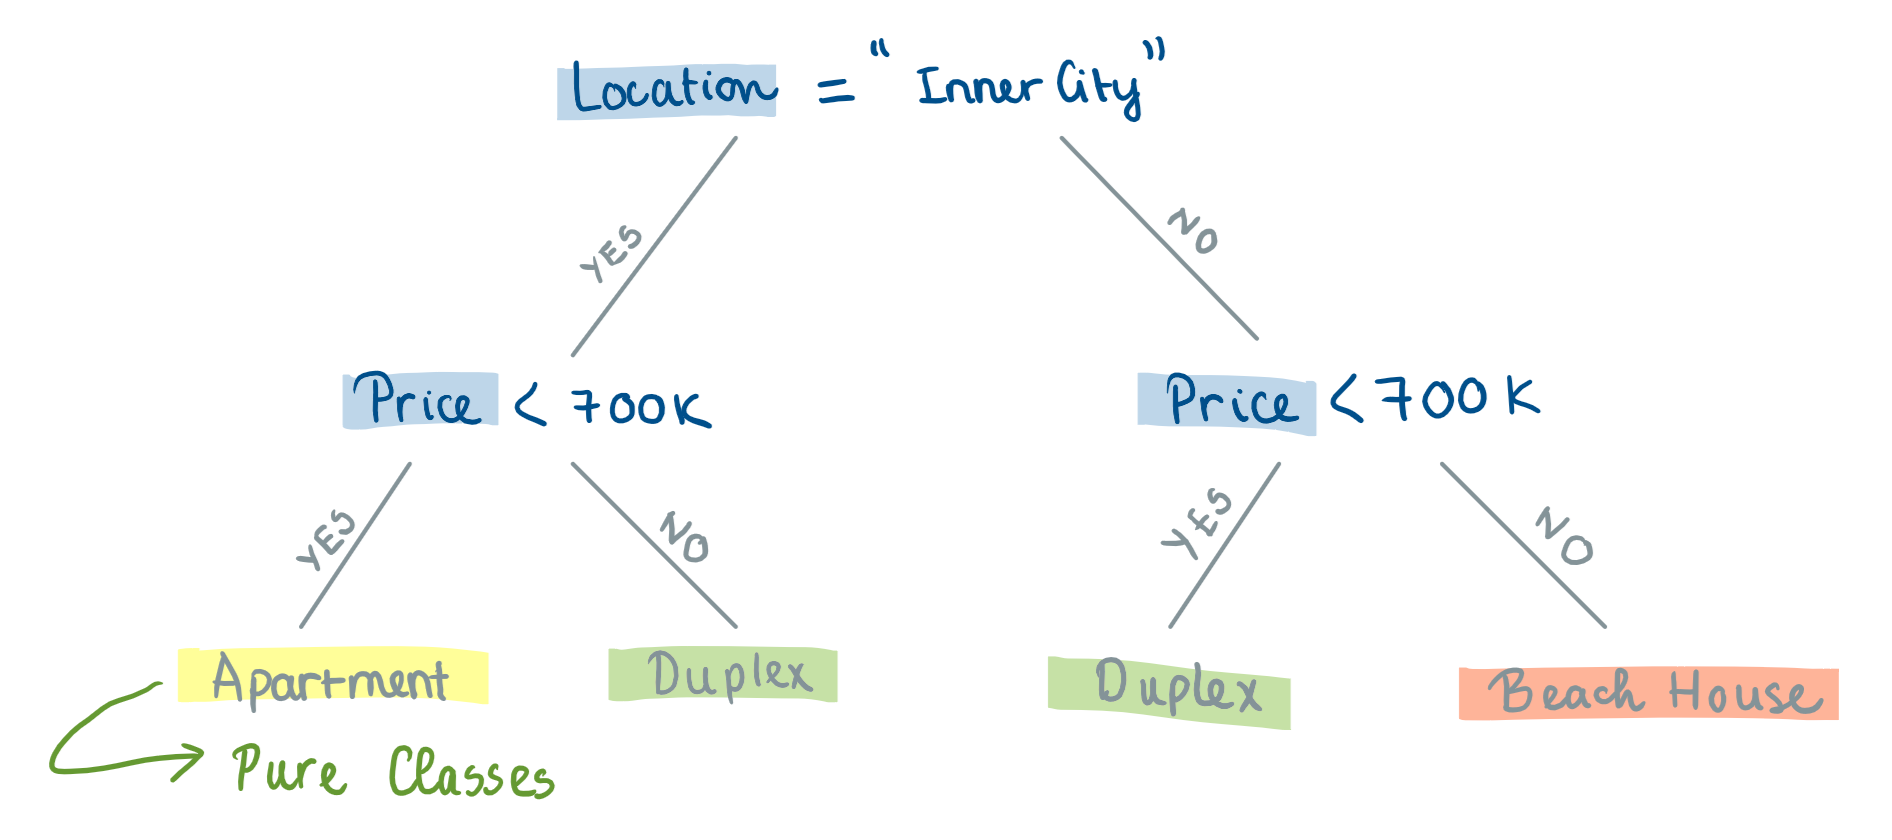 Location = "Inner City"
YES
NO
Price < 700K
Price < 700K
YES
NO
YES
NO
Apartment
Duplex
Duplex
Beach House
Pure Classes